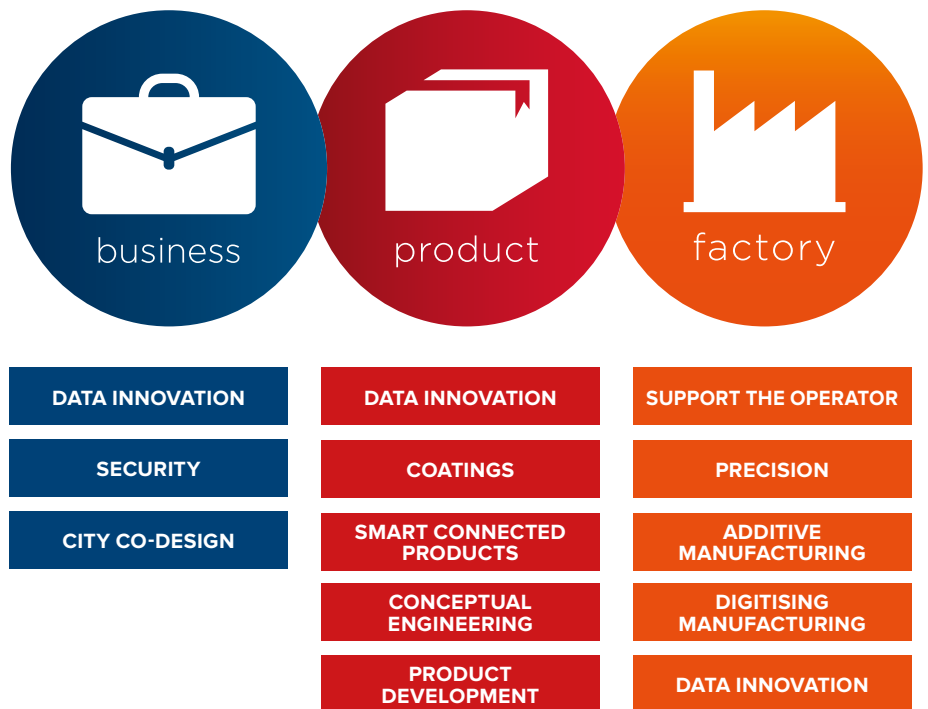 business
product
factory
DATA INNOVATION
SECURITY
CITY CO-DESIGN
DATA INNOVATION
COATINGS
SMART CONNECTED
PRODUCTS
CONCEPTUAL
ENGINEERING
PRODUCT
DEVELOPMENT
SUPPORT THE OPERATOR
PRECISION
ADDITIVE
MANUFACTURING
DIGITISING
MANUFACTURING
DATA INNOVATION